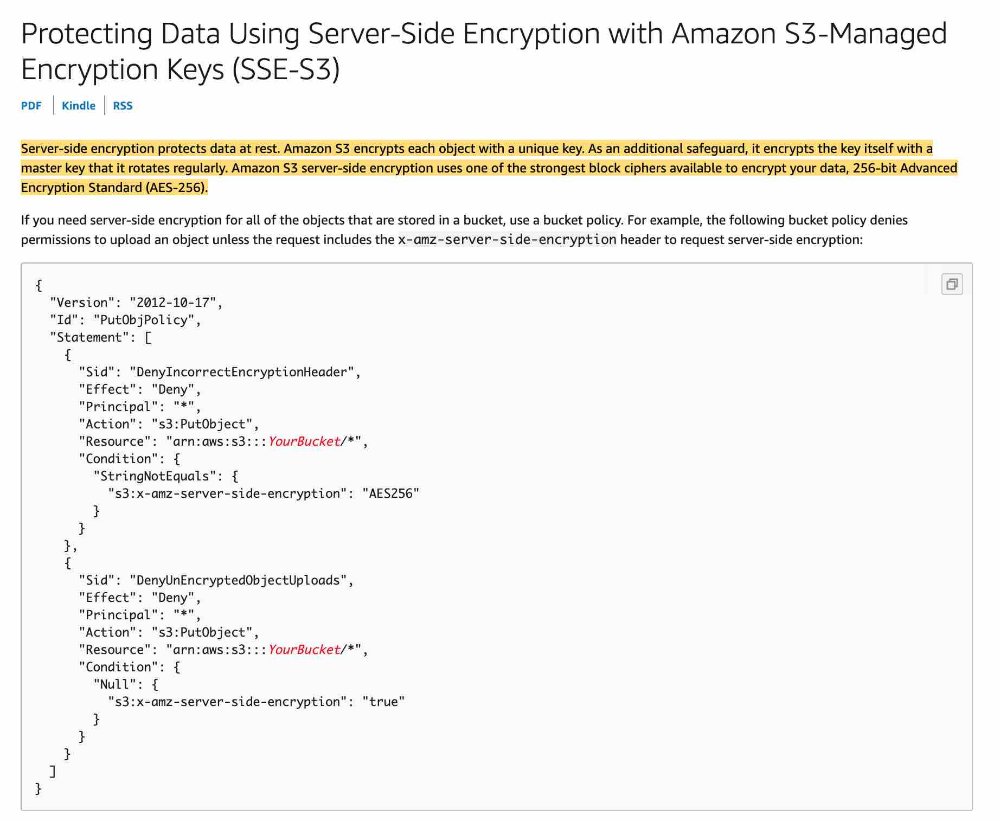 Protecting Data Using Server-Side Encryption with Amazon S3-Managed
Encryption Keys (SSE-S3)
PDF | Kindle | RSS
Server-side encryption protects data at rest. Amazon S3 encrypts each object with a unique key. As an additional safeguard, it encrypts the key itself with a
master key that it rotates regularly. Amazon S3 server-side encryption uses one of the strongest block ciphers available to encrypt your data, 256-bit Advanced
Encryption Standard (AES-256).
If you need server-side encryption for all of the objects that are stored in a bucket, use a bucket policy. For example, the following bucket policy denies
permissions to upload an object unless the request includes the x-amz-server-side-encryption header to request server-side encryption:
{
  "Version": "2012-10-17",
  "Id": "PutObjPolicy",
  "Statement": [
    {
      "Sid": "DenyIncorrectEncryptionHeader",
      "Effect": "Deny",
      "Principal": "*",
      "Action": "s3:PutObject",
      "Resource": "arn:aws:s3:::YourBucket/*",
      "Condition": {
        "StringNotEquals": {
          "s3:x-amz-server-side-encryption": "AES256"
        }
      }
    },
    {
      "Sid": "DenyUnEncryptedObjectUploads",
      "Effect": "Deny",
      "Principal": "*",
      "Action": "s3:PutObject",
      "Resource": "arn:aws:s3:::YourBucket/*",
      "Condition": {
        "Null": {
          "s3:x-amz-server-side-encryption": "true"
        }
      }
    }
  ]
}